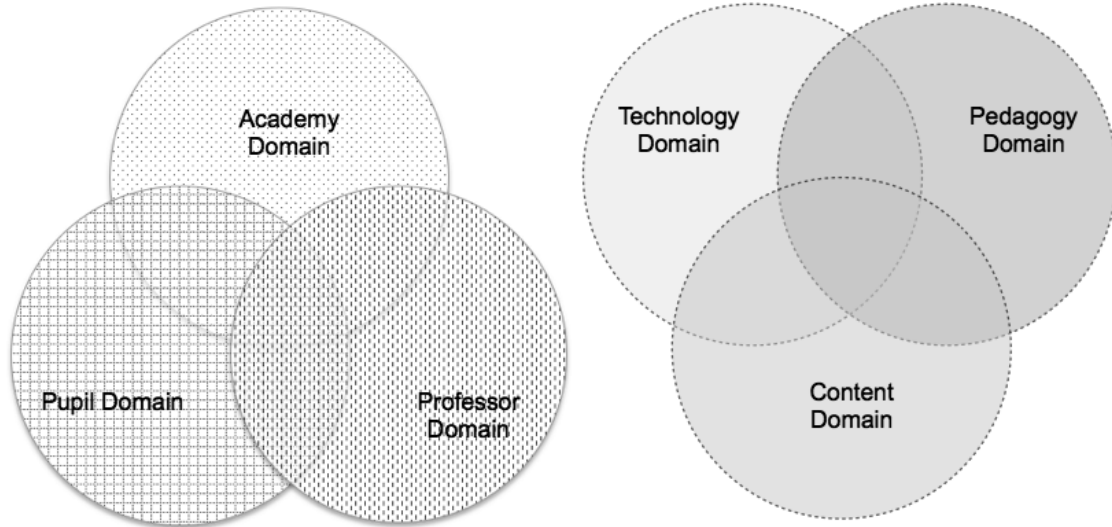 Academy
Domain
Pupil Domain
Professor
Domain
Technology
Domain
Pedagogy
Domain
Content
Domain